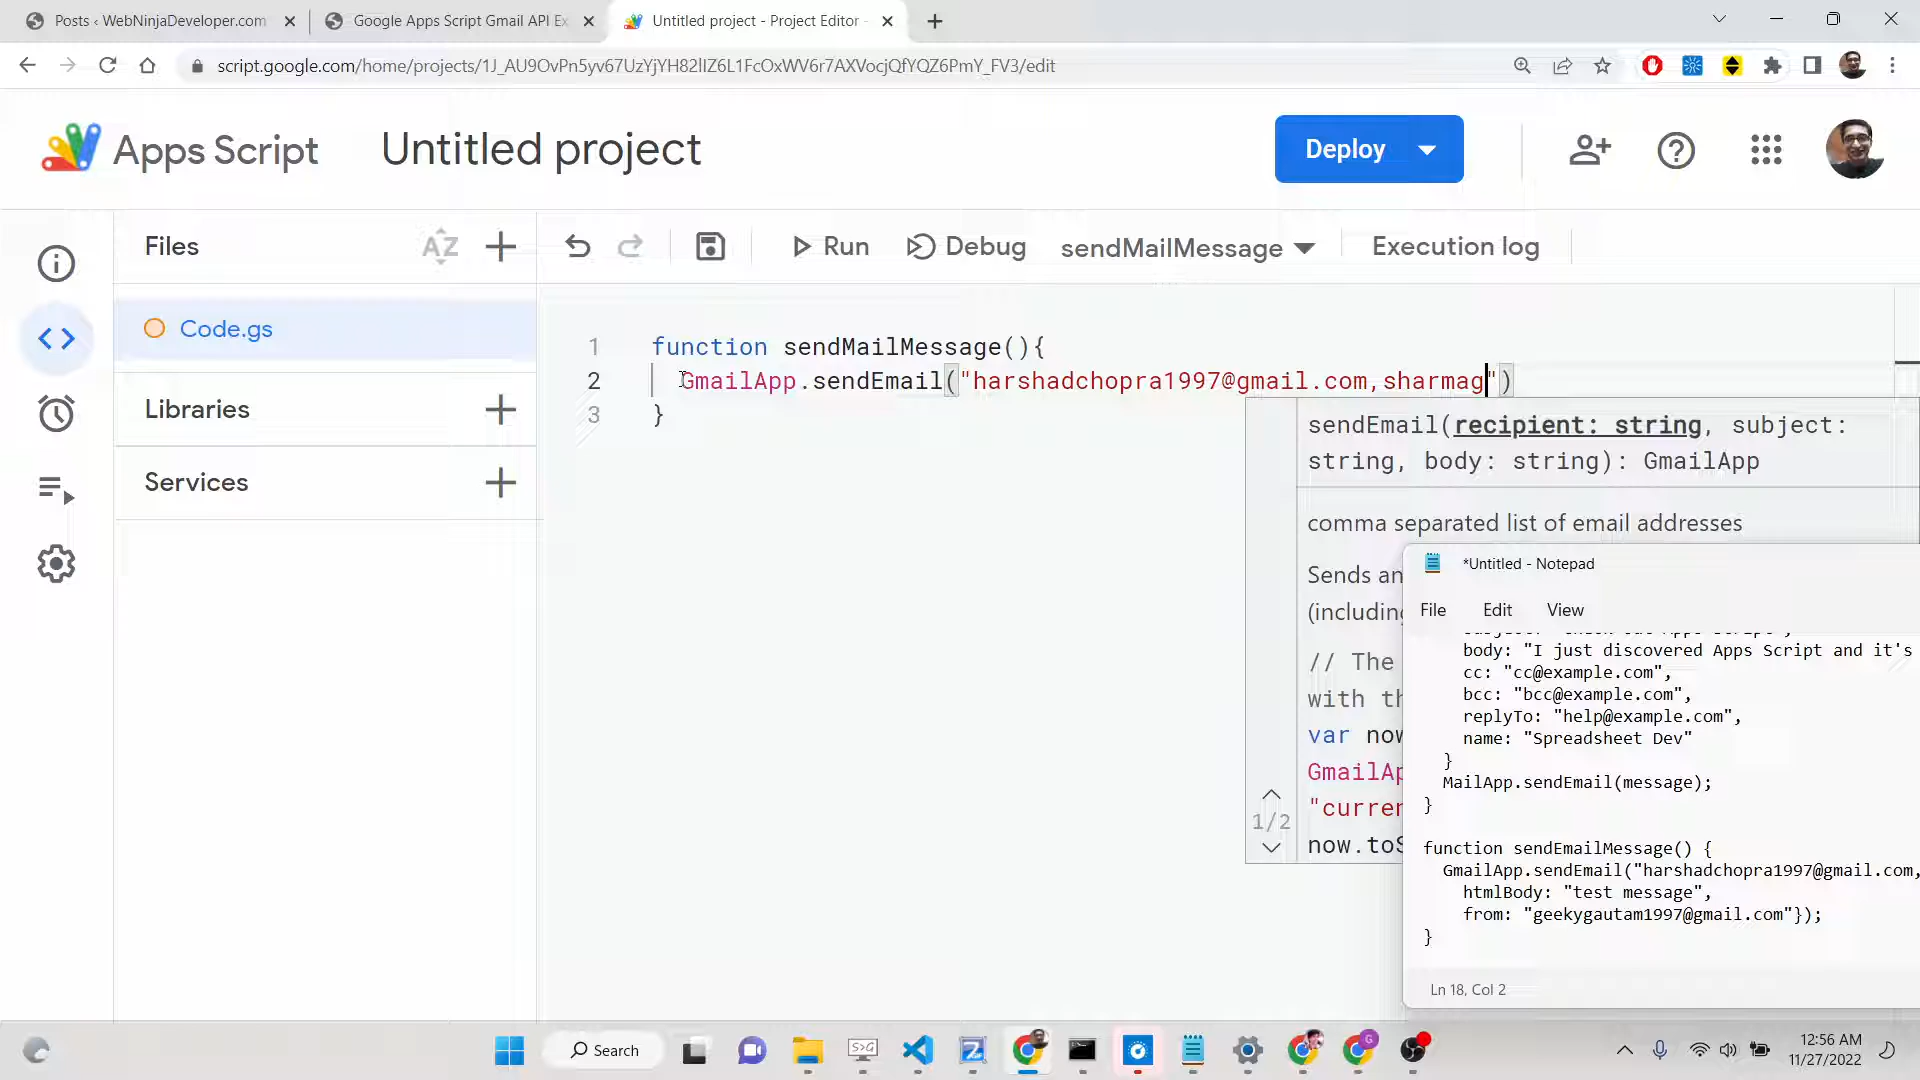 Posts ‹ WebNinjaDeveloper.com
Google Apps Script Gmail API Ex
Untitled project - Project Editor -
script.google.com/home/projects/1J_AU9OvPn5yv67UzYjYH82lIZ6L1FcOxWV6r7AXVocjQfYQZ6PmY_FV3/edit
Apps Script
Untitled project
Deploy
Files
AZ
Run
Debug
sendMailMessage
Execution log
Code.gs
Libraries
Services
1 function sendMailMessage(){
2 GmailApp.sendEmail("harshadchopra1997@gmail.com,sharmag")
3 }
sendEmail(recipient: string, subject:
string, body: string): GmailApp
comma separated list of email addresses
Sends an
(including
// The
with th
var now
GmailAp
"curren
now.toS
1/2
*Untitled - Notepad
File Edit View
body: "I just discovered Apps Script and it's
cc: "cc@example.com",
bcc: "bcc@example.com",
replyTo: "help@example.com",
name: "Spreadsheet Dev"
}
MailApp.sendEmail(message);
}
function sendEmailMessage() {
GmailApp.sendEmail("harshadchopra1997@gmail.com,
htmlBody: "test message",
from: "geekygautam1997@gmail.com"});
}
Ln 18, Col 2
Search
12:56 AM
11/27/2022